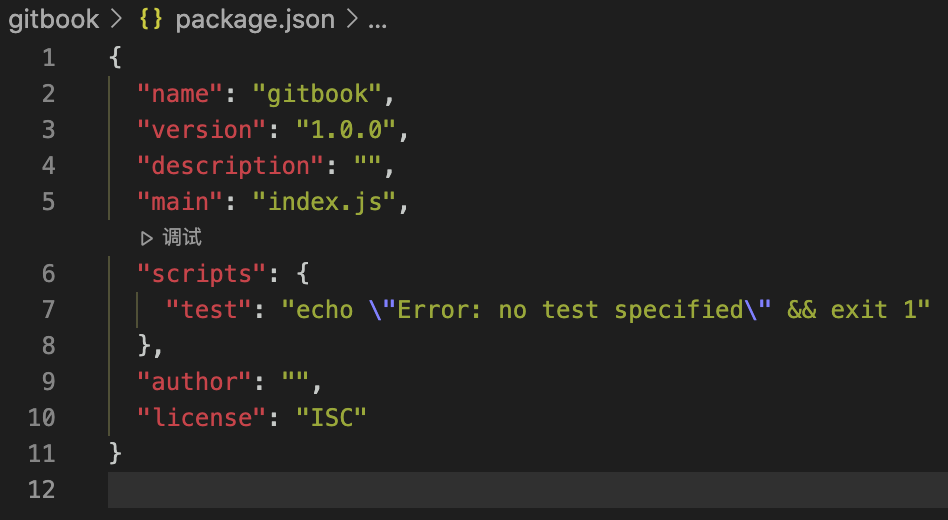 gitbook > {} package.json > ...
1 {
2 "name": "gitbook",
3 "version": "1.0.0",
4 "description": "",
5 "main": "index.js",
▷ 调试
6 "scripts": {
7 "test": "echo \"Error: no test specified\" && exit 1"
8 },
9 "author": "",
10 "license": "ISC"
11 }
12